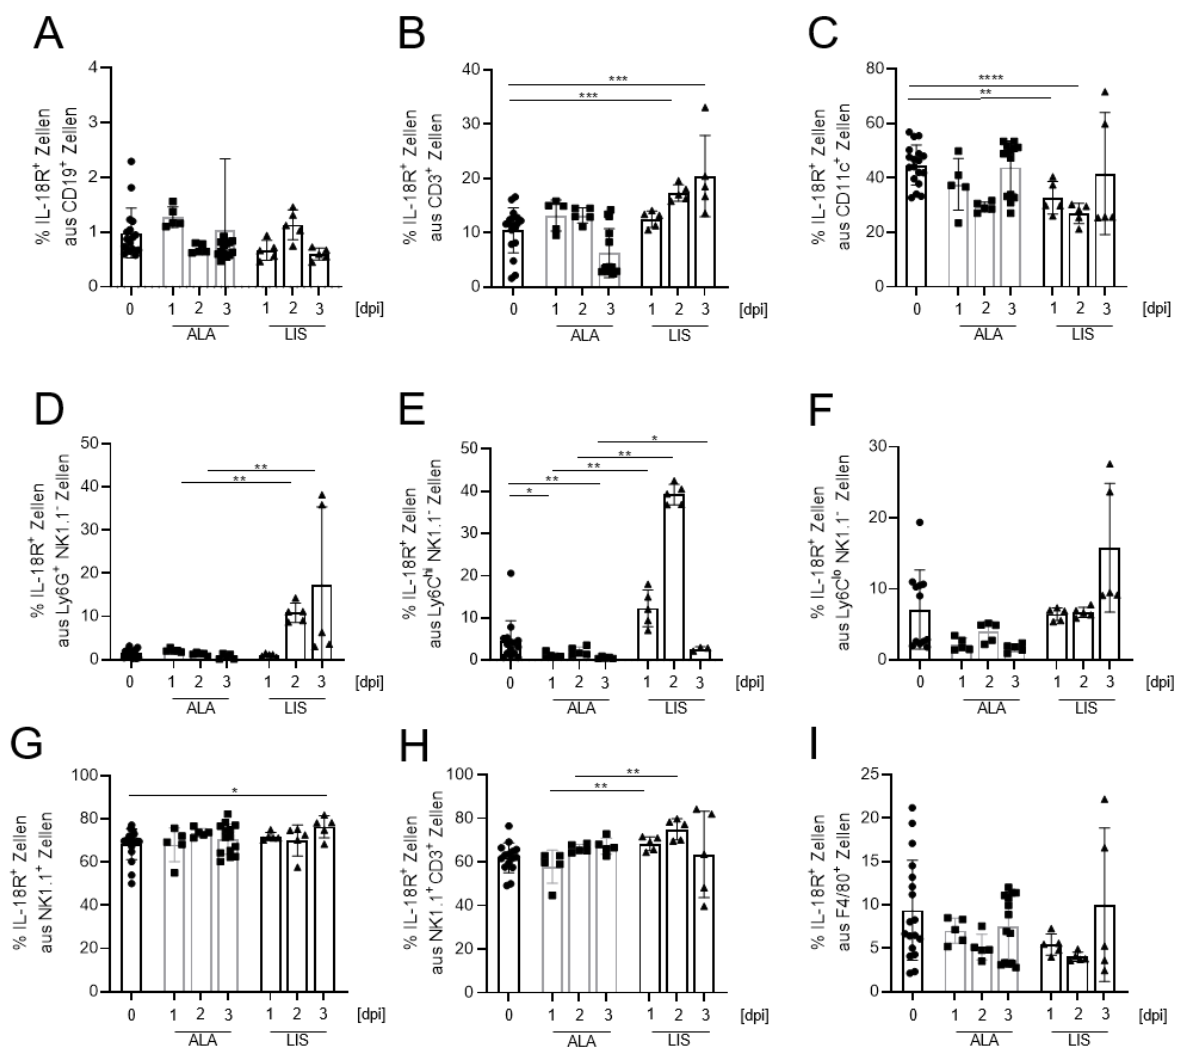 A
% IL-18R⁺ Zellen
aus CD19⁺ Zellen
4
3
2
1
0
0 1 2 3 1 2 3 [dpi]
ALA LIS
B
% IL-18R⁺ Zellen
aus CD3⁺ Zellen
40
30
20
10
0
***
***
0 1 2 3 1 2 3 [dpi]
ALA LIS
C
% IL-18R⁺ Zellen
aus CD11c⁺ Zellen
80
60
40
20
0
****
**
0 1 2 3 1 2 3 [dpi]
ALA LIS
D
% IL-18R⁺ Zellen
aus Ly6G⁺ NK1.1⁻ Zellen
50
40
30
20
10
0
**
**
0 1 2 3 1 2 3 [dpi]
ALA LIS
E
% IL-18R⁺ Zellen
aus Ly6Cʰⁱ NK1.1⁻ Zellen
50
40
30
20
10
0
*
**
**
**
*
0 1 2 3 1 2 3 [dpi]
ALA LIS
F
% IL-18R⁺ Zellen
aus Ly6Cˡᵒ NK1.1⁻ Zellen
30
20
10
0
0 1 2 3 1 2 3 [dpi]
ALA LIS
G
% IL-18R⁺ Zellen
aus NK1.1⁺ Zellen
100
80
60
40
20
0
*
0 1 2 3 1 2 3 [dpi]
ALA LIS
H
% IL-18R⁺ Zellen
aus NK1.1⁺ CD3⁺ Zellen
100
80
60
40
20
0
**
**
0 1 2 3 1 2 3 [dpi]
ALA LIS
I
% IL-18R⁺ Zellen
aus F4/80⁺ Zellen
25
20
15
10
5
0
0 1 2 3 1 2 3 [dpi]
ALA LIS